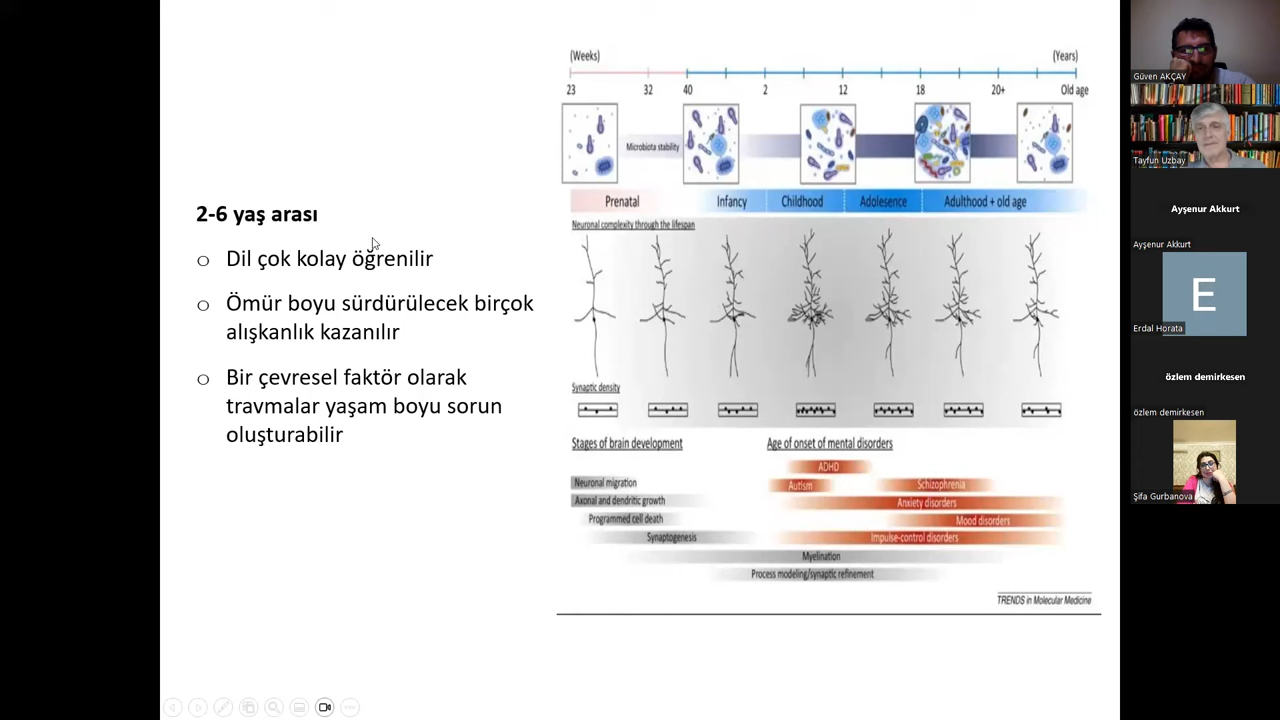 2-6 yaş arası
o Dil çok kolay öğrenilir
o Ömür boyu sürdürülecek birçok
alışkanlık kazanılır
o Bir çevresel faktör olarak
travmalar yaşam boyu sorun
oluşturabilir
(Weeks) (Years)
23 32 40 2 12 18 20+ Old age
Microbiota stability
Prenatal Infancy Childhood Adolesence Adulthood + old age
Neuronal complexity through the lifespan
Synaptic density
Stages of brain development Age of onset of mental disorders
ADHD
Neuronal migration Autism Schizophrenia
Axonal and dendritic growth Anxiety disorders
Programmed cell death Mood disorders
Synaptogenesis Impulse-control disorders
Myelination
Process modeling/synaptic refinement
TRENDS in Molecular Medicine
Güven AKÇAY
Tayfun Uzbay
Ayşenur Akkurt
Ayşenur Akkurt
E
Erdal Horata
özlem demirkesen
özlem demirkesen
Şifa Gurbanova